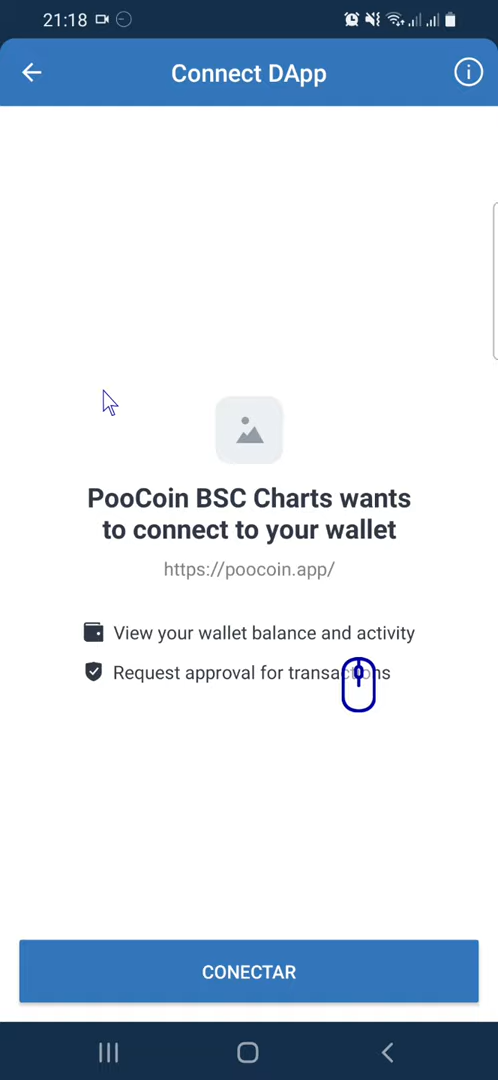 21:18
Connect DApp
PooCoin BSC Charts wants
to connect to your wallet
https://poocoin.app/
View your wallet balance and activity
Request approval for transactions
CONECTAR